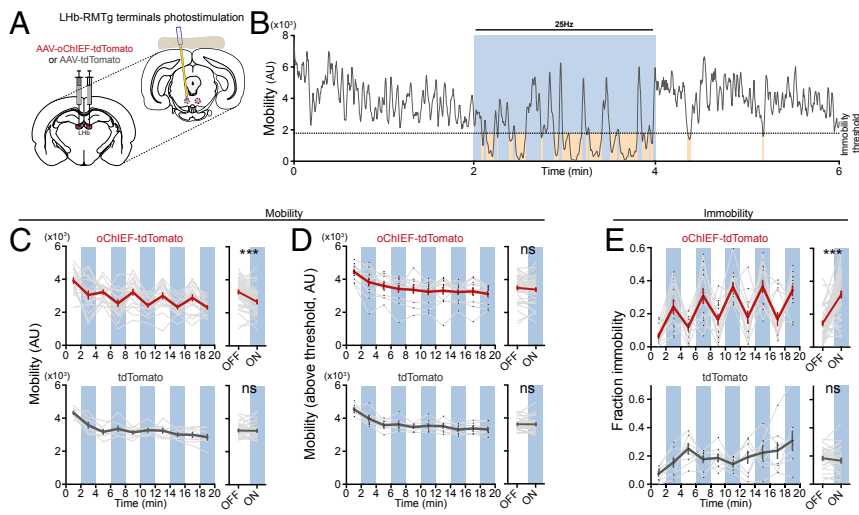 A
LHb-RMTg terminals photostimulation
AAV-oChIEF-tdTomato
or AAV-tdTomato
LHb
B
25Hz
(x10³)
Mobility (AU)
8
6
4
2
0
Immobility
threshold
0
2
4
6
Time (min)
Mobility
Immobility
C
(x10³)
oChIEF-tdTomato
6
4
2
0
0 2 4 6 8 10 12 14 16 18 20
***
OFF
ON
Mobility (AU)
(x10³)
tdTomato
6
4
2
0
0 2 4 6 8 10 12 14 16 18 20
Time (min)
ns
OFF
ON
D
(x10³)
oChIEF-tdTomato
6
4
2
0
0 2 4 6 8 10 12 14 16 18 20
ns
OFF
ON
Mobility (above threshold, AU)
(x10³)
tdTomato
6
4
2
0
0 2 4 6 8 10 12 14 16 18 20
Time (min)
ns
OFF
ON
E
oChIEF-tdTomato
0.6
0.4
0.2
0.0
0 2 4 6 8 10 12 14 16 18 20
***
OFF
ON
Fraction immobility
tdTomato
0.6
0.4
0.2
0.0
0 2 4 6 8 10 12 14 16 18 20
Time (min)
ns
OFF
ON